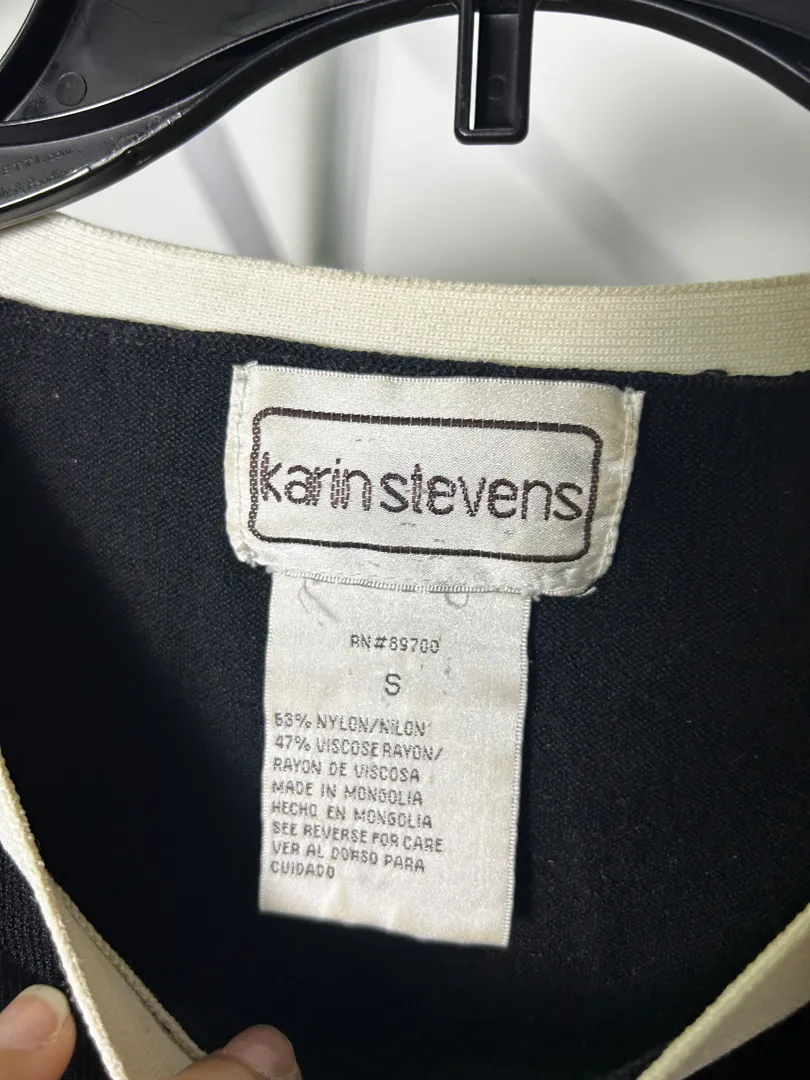 karin stevens
RN#69700
S
53% NYLON/NILON
47% VISCOSE RAYON/
RAYON DE VISCOSA
MADE IN MONGOLIA
HECHO EN MONGOLIA
SEE REVERSE FOR CARE
VER AL DORSO PARA
CUIDADO